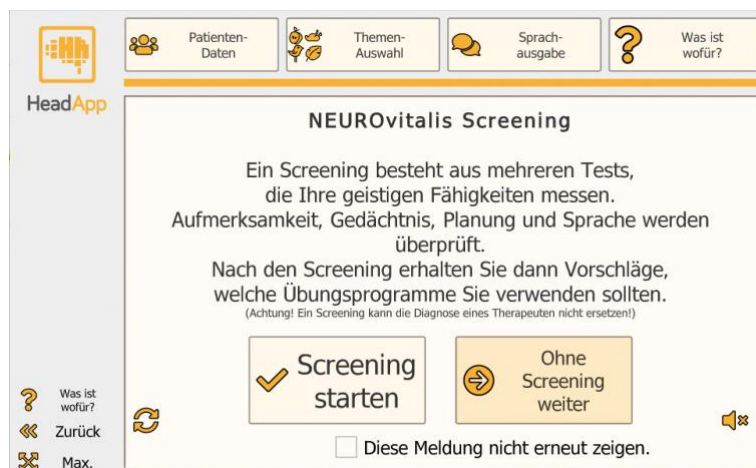 Patienten-
Daten
Themen-
Auswahl
Sprach-
ausgabe
Was ist
wofür?
HeadApp
NEUROvitalis Screening
Ein Screening besteht aus mehreren Tests,
die Ihre geistigen Fähigkeiten messen.
Aufmerksamkeit, Gedächtnis, Planung und Sprache werden
überprüft.
Nach den Screening erhalten Sie dann Vorschläge,
welche Übungsprogramme Sie verwenden sollten.
(Achtung! Ein Screening kann die Diagnose eines Therapeuten nicht ersetzen!)
Screening
starten
Ohne
Screening
weiter
Diese Meldung nicht erneut zeigen.
Was ist
wofür?
Zurück
Max.